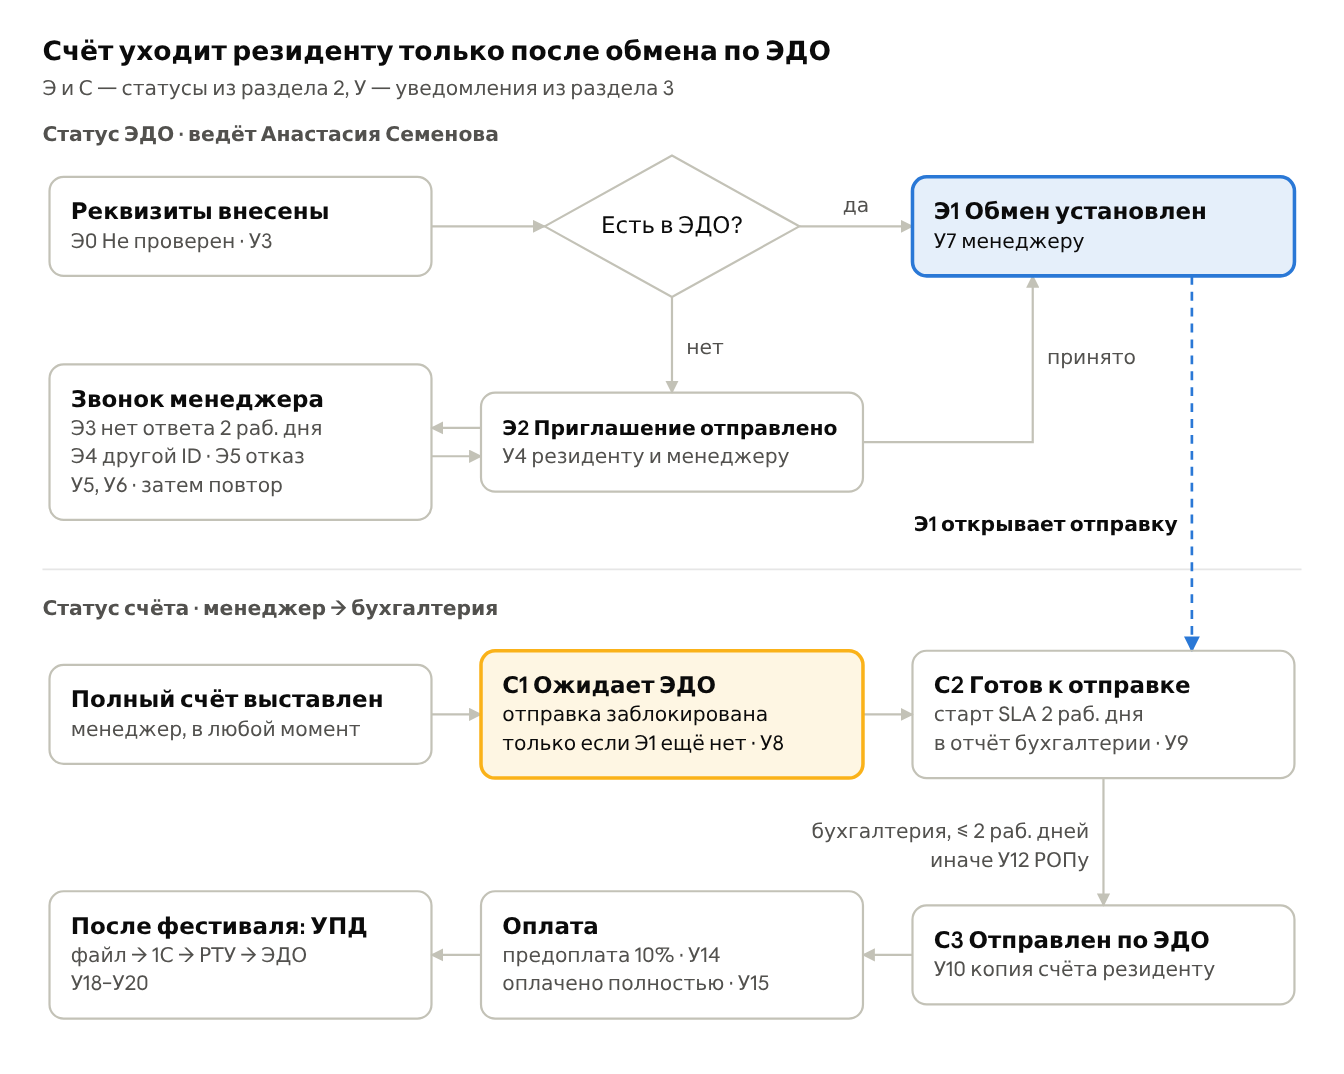 Счёт уходит резиденту только после обмена по ЭДО
Э и С — статусы из раздела 2, У — уведомления из раздела 3
Статус ЭДО · ведёт Анастасия Семенова
Реквизиты внесены
Э0 Не проверен · У3
Есть в ЭДО?
да
Э1 Обмен установлен
У7 менеджеру
нет
принято
Звонок менеджера
Э3 нет ответа 2 раб. дня
Э4 другой ID · Э5 отказ
У5, У6 · затем повтор
Э2 Приглашение отправлено
У4 резиденту и менеджеру
Э1 открывает отправку
Статус счёта · менеджер → бухгалтерия
Полный счёт выставлен
менеджер, в любой момент
С1 Ожидает ЭДО
отправка заблокирована
только если Э1 ещё нет · У8
С2 Готов к отправке
старт SLA 2 раб. дня
в отчёт бухгалтерии · У9
бухгалтерия, ≤ 2 раб. дней
иначе У12 РОПу
После фестиваля: УПД
файл → 1С → РТУ → ЭДО
У18–У20
Оплата
предоплата 10% · У14
оплачено полностью · У15
С3 Отправлен по ЭДО
У10 копия счёта резиденту